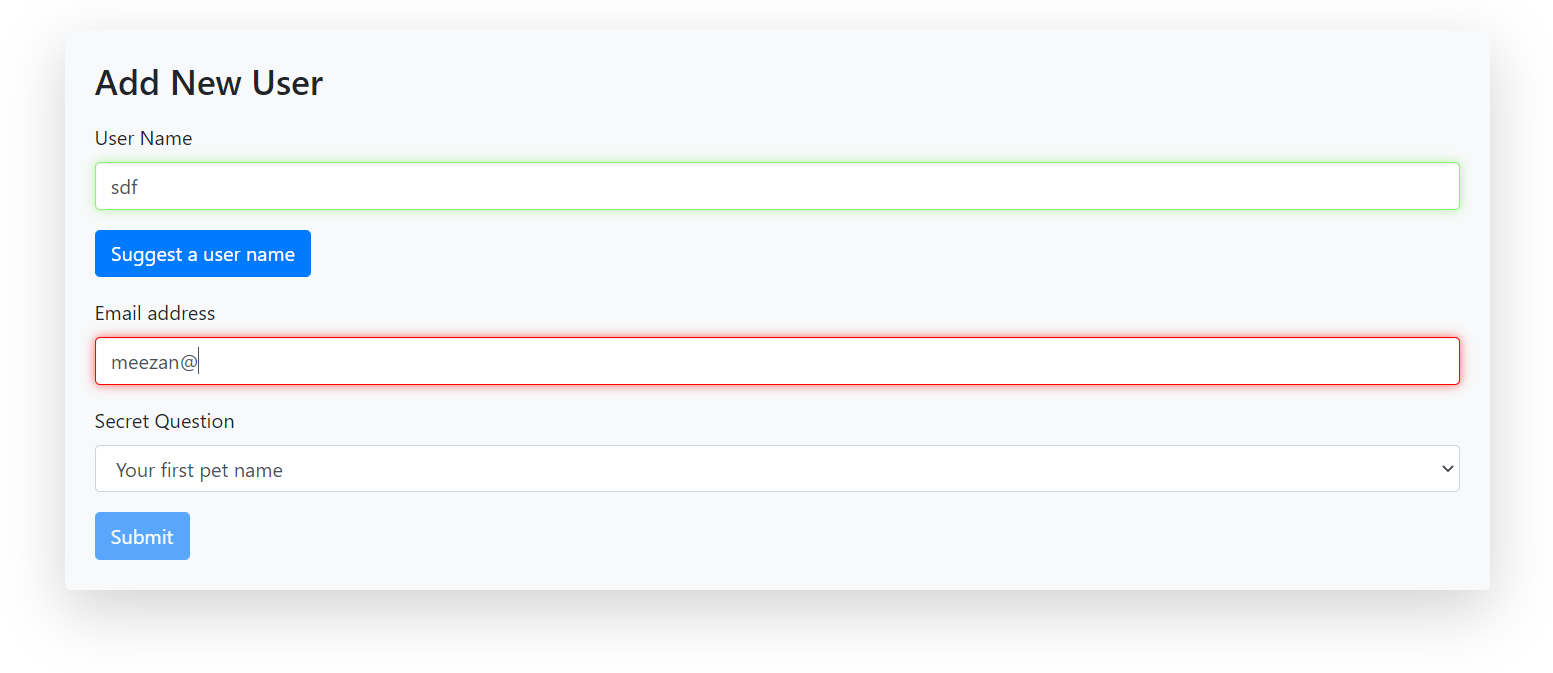 Add New User
User Name
sdf
Suggest a user name
Email address
meezan@
Secret Question
Your first pet name
Submit